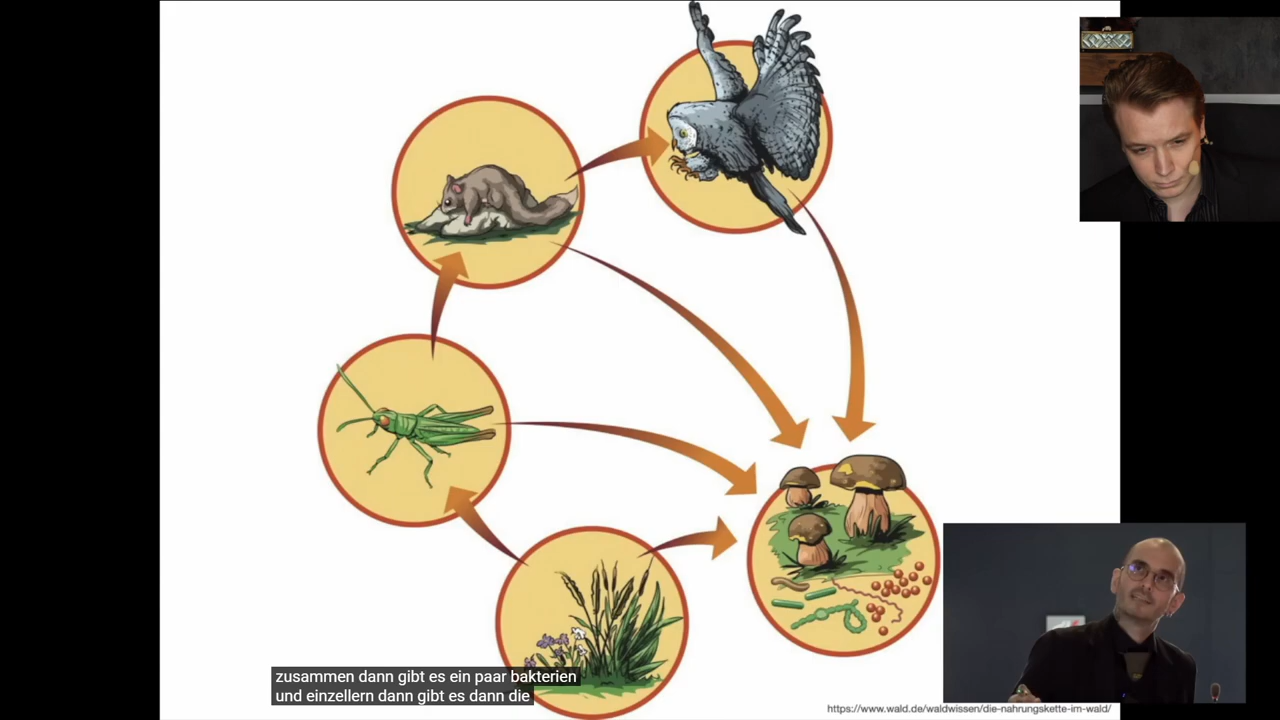 zusammen dann gibt es ein paar bakterien
und einzellern dann gibt es dann die
https://www.wald.de/waldwissen/die-nahrungskette-im-wald/